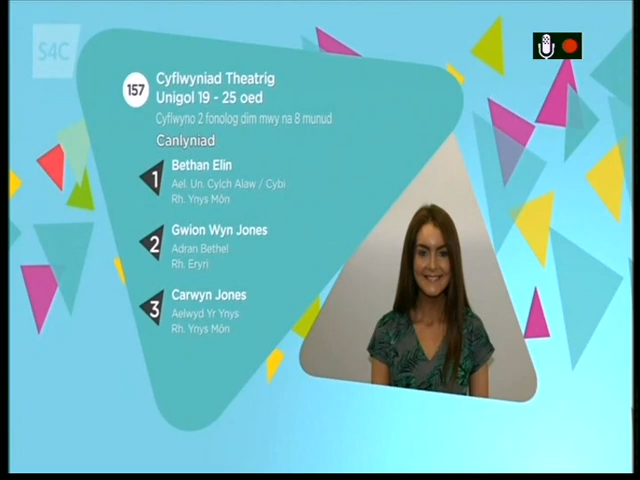 S4C
157
Cyflwyniad Theatrig
Unigol 19 - 25 oed
Cyflwyno 2 fonolog dim mwy na 8 munud
Canlyniad
1
Bethan Elin
Ael. Un. Cylch Alaw / Cybi
Rh. Ynys Môn
2
Gwion Wyn Jones
Adran Bethel
Rh. Eryri
3
Carwyn Jones
Aelwyd Yr Ynys
Rh. Ynys Môn